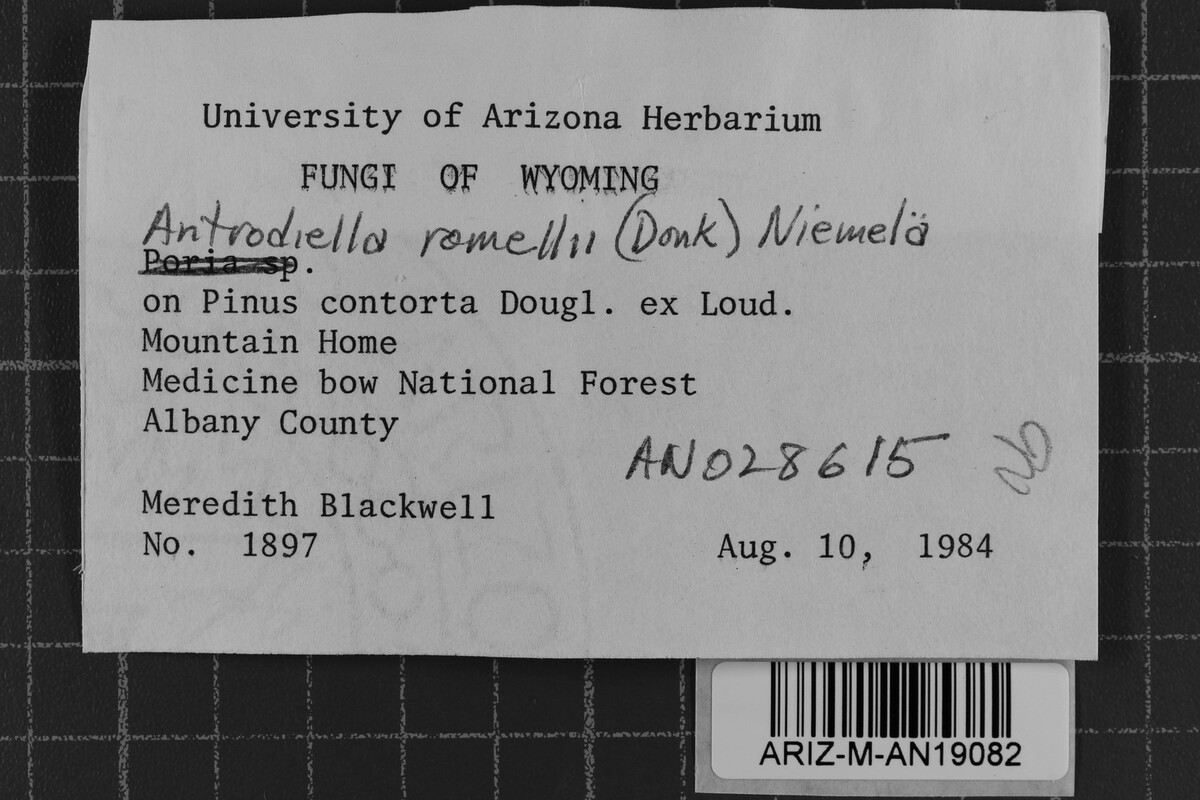 University of Arizona Herbarium
FUNGI OF WYOMING
Antrodiella romellii (Donk) Niemelä
Poria sp.
on Pinus contorta Dougl. ex Loud.
Mountain Home
Medicine bow National Forest
Albany County
AN028615
Meredith Blackwell
No. 1897
Aug. 10, 1984
ARIZ-M-AN19082